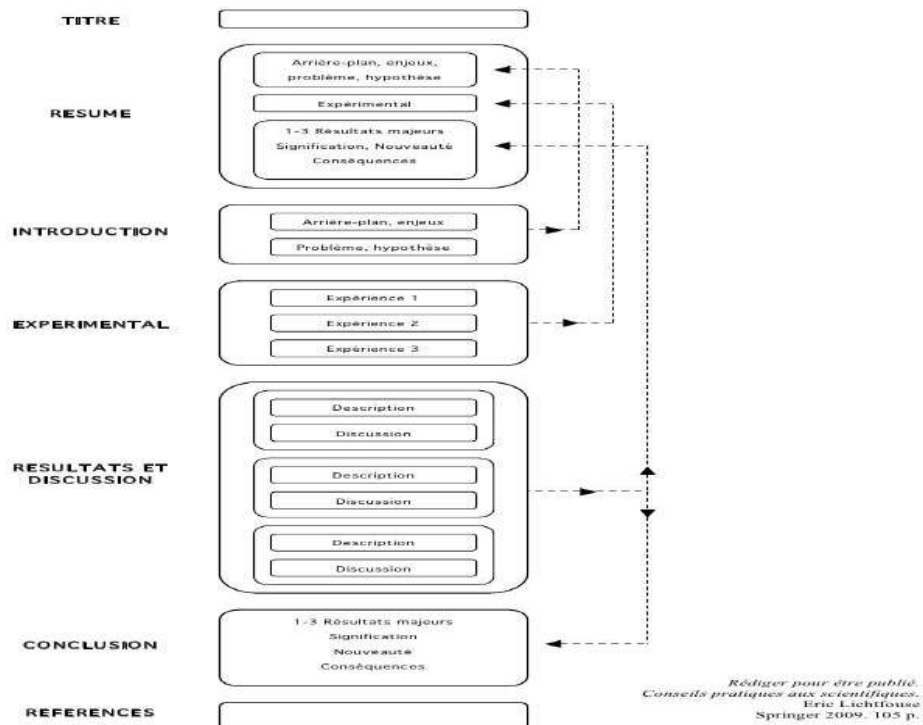 TITRE
RESUME
Arrière-plan, enjeux,
problème, hypothèse
Expérimental
1-3 Résultats majeurs
Signification, Nouveauté
Conséquences
INTRODUCTION
Arrière-plan, enjeux
Problème, hypothèse
EXPERIMENTAL
Expérience 1
Expérience 2
Expérience 3
RESULTATS ET
DISCUSSION
Description
Discussion
Description
Discussion
Description
Discussion
CONCLUSION
1-3 Résultats majeurs
Signification
Nouveauté
Conséquences
REFERENCES
Rédiger pour être publié.
Conseils pratiques aux scientifiques.
Eric Lichtfouse
Springer 2009. 105 p.